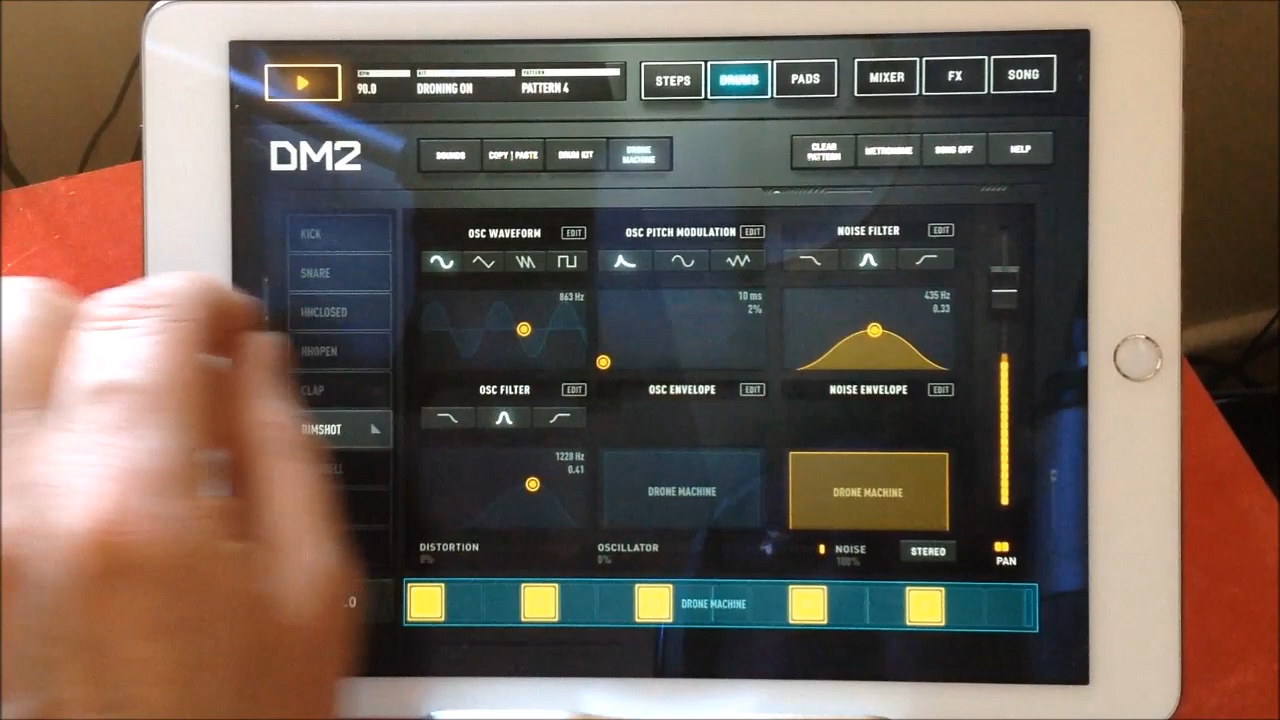 BPM KIT PATTERN
90.0 DRONING ON PATTERN 4
STEPS DRUMS PADS MIXER FX SONG
DM2
SOUNDS COPY | PASTE DRUM KIT DRONE MACHINE
CLEAR PATTERN METRONOME SONG OFF HELP
KICK
SNARE
HHCLOSED
HHOPEN
CLAP
RIMSHOT
OSC WAVEFORM EDIT
863 Hz
OSC PITCH MODULATION EDIT
10 ms
2%
NOISE FILTER EDIT
435 Hz
0.33
OSC FILTER EDIT
1228 Hz
0.41
OSC ENVELOPE EDIT
DRONE MACHINE
NOISE ENVELOPE EDIT
DRONE MACHINE
DISTORTION
0%
OSCILLATOR
0%
NOISE
100%
STEREO
PAN
DRONE MACHINE